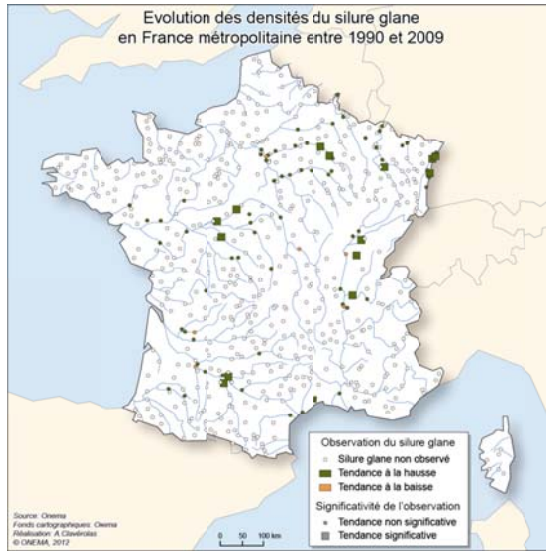 Evolution des densités du silure glane
en France métropolitaine entre 1990 et 2009
Observation du silure glane
Silure glane non observé
Tendance à la hausse
Tendance à la baisse
Significativité de l'observation
Tendance non significative
Tendance significative
Source: Onema
Fonds cartographiques: Onema
Réalisation: A.Clavérolas
© ONEMA, 2012
0 50 100 km